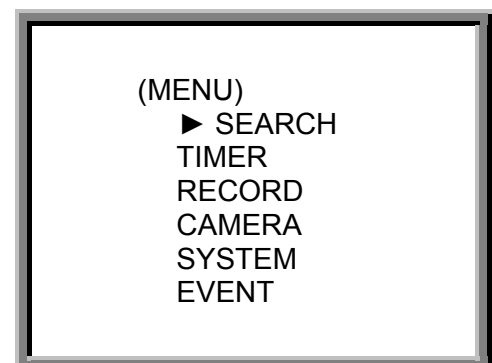 (MENU)
► SEARCH
TIMER
RECORD
CAMERA
SYSTEM
EVENT